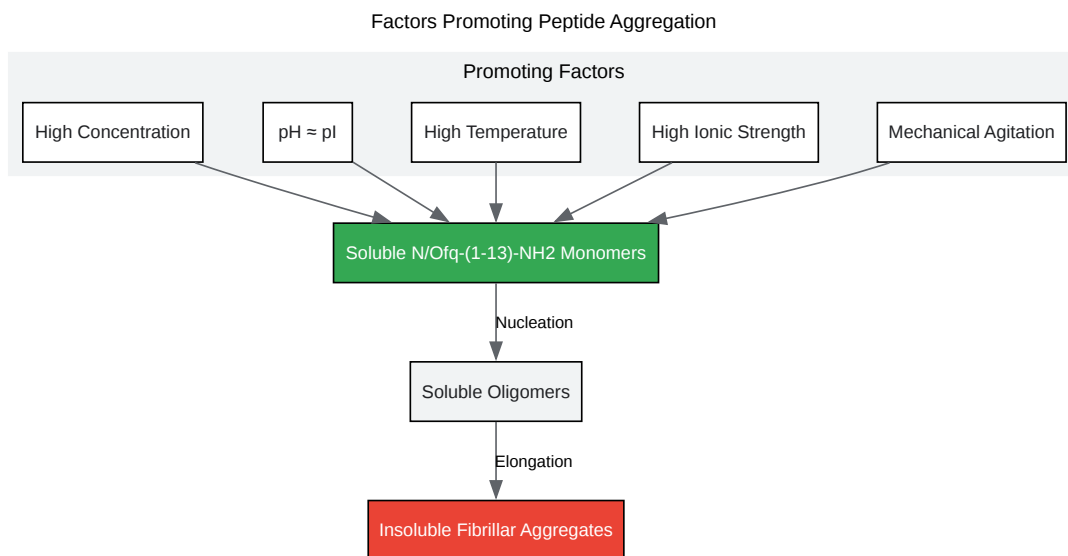 Factors Promoting Peptide Aggregation
Promoting Factors
High Concentration
pH ≈ pI
High Temperature
High Ionic Strength
Mechanical Agitation
Soluble N/Ofq-(1-13)-NH2 Monomers
Nucleation
Soluble Oligomers
Elongation
Insoluble Fibrillar Aggregates